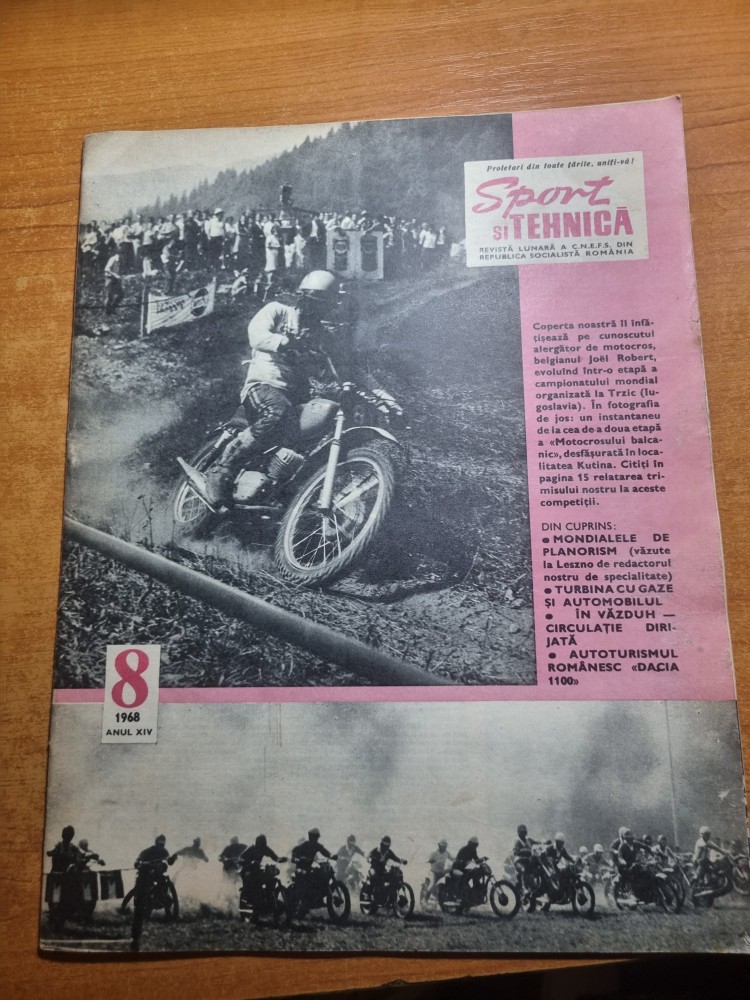 Proletari din toate țările, uniți-vă!
Sport
și TEHNICĂ
REVISTĂ LUNARĂ A C.N.E.F.S. DIN
REPUBLICA SOCIALISTĂ ROMÂNIA
Coperta noastră îl înfă-
țișează pe cunoscutul
alergător de motocros,
belgianul Joël Robert,
evoluînd într-o etapă a
campionatului mondial
organizată la Trzic (Iu-
goslavia). În fotografia
de jos: un instantaneu
de la cea de-a doua etapă
a «Motocrosului balca-
nic», desfășurată în loca-
litatea Kutina. Citiți în
pagina 15 relatarea tri-
misului nostru la aceste
competiții.
DIN CUPRINS:
● MONDIALELE DE
PLANORISM (văzute
la Leszno de redactorul
nostru de specialitate)
● TURBINA CU GAZE
ȘI AUTOMOBILUL
● ÎN VĂZDUH —
CIRCULAȚIE DIRI-
JATĂ
● AUTOTURISMUL
ROMÂNESC «DACIA
1100»
8
1968
ANUL XIV